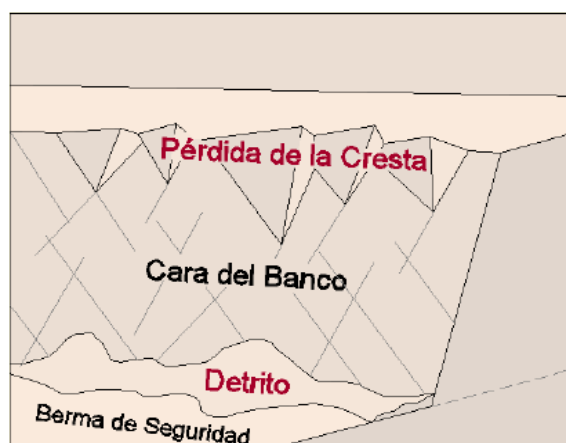 Pérdida de la Cresta
Cara del Banco
Detrito
Berma de Seguridad